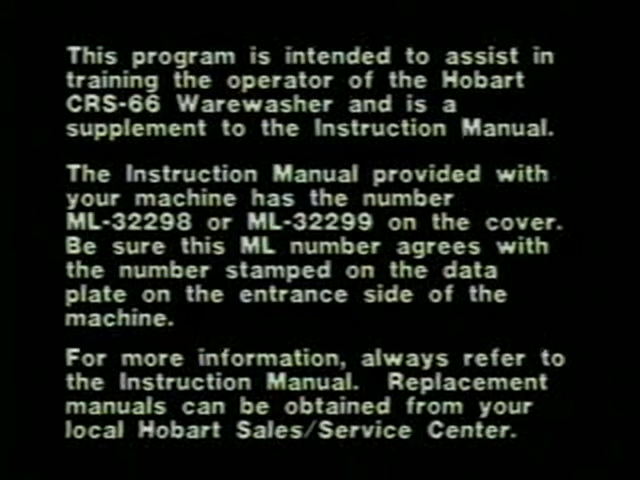 This program is intended to assist in
training the operator of the Hobart
CRS-66 Warewasher and is a
supplement to the Instruction Manual.
The Instruction Manual provided with
your machine has the number
ML-32298 or ML-32299 on the cover.
Be sure this ML number agrees with
the number stamped on the data
plate on the entrance side of the
machine.
For more information, always refer to
the Instruction Manual. Replacement
manuals can be obtained from your
local Hobart Sales/Service Center.